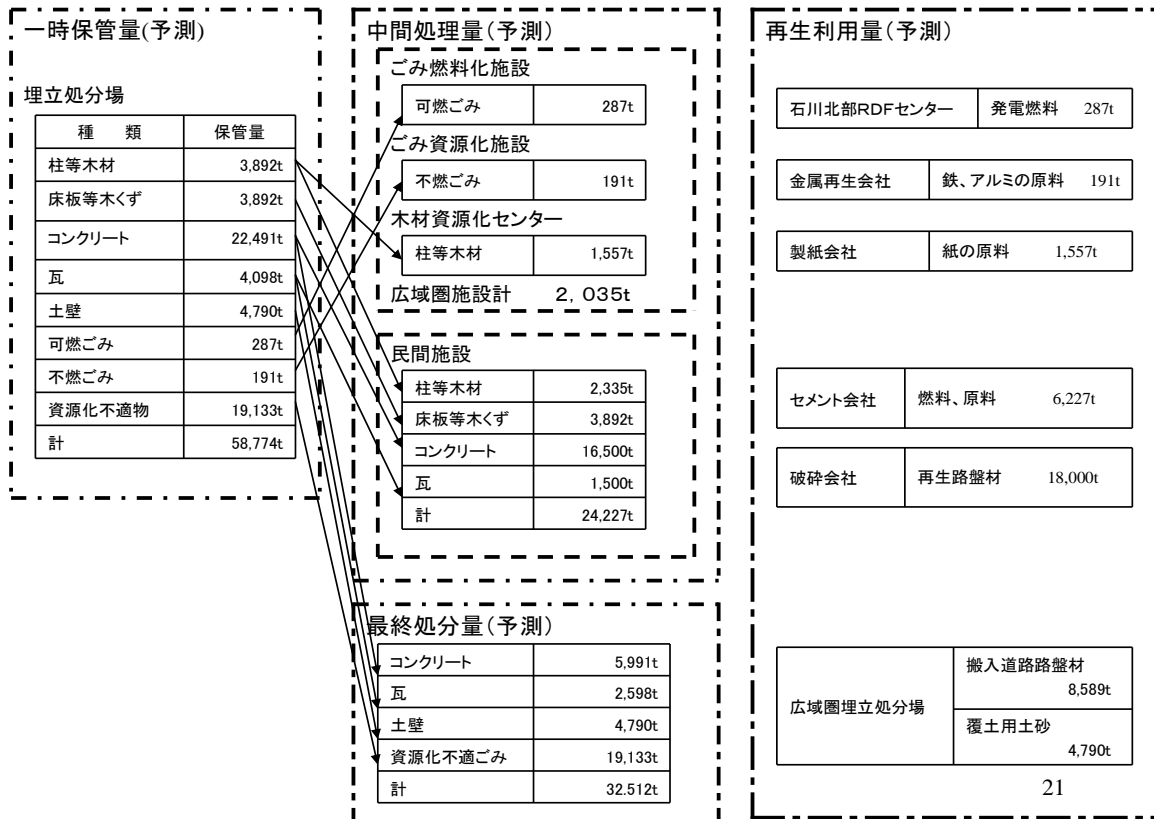 一時保管量(予測)
埋立処分場
種　類　保管量
柱等木材　3,892t
床板等木くず　3,892t
コンクリート　22,491t
瓦　4,098t
土壁　4,790t
可燃ごみ　287t
不燃ごみ　191t
資源化不適物　19,133t
計　58,774t
中間処理量（予測）
ごみ燃料化施設
可燃ごみ　287t
ごみ資源化施設
不燃ごみ　191t
木材資源化センター
柱等木材　1,557t
広域圏施設計　２，０３５t
民間施設
柱等木材　2,335t
床板等木くず　3,892t
コンクリート　16,500t
瓦　1,500t
計　24,227t
最終処分量（予測）
コンクリート　5,991t
瓦　2,598t
土壁　4,790t
資源化不適ごみ　19,133t
計　32.512t
再生利用量（予測）
石川北部ＲＤＦセンター　発電燃料　287t
金属再生会社　鉄、アルミの原料　191t
製紙会社　紙の原料　1,557t
セメント会社　燃料、原料　6,227t
破砕会社　再生路盤材　18,000t
広域圏埋立処分場
搬入道路路盤材
8,589t
覆土用土砂
4,790t
21